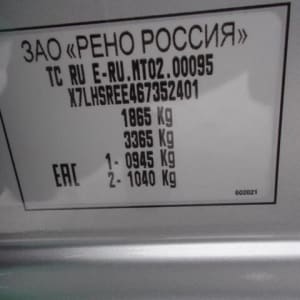 ЗАО «РЕНО РОССИЯ»
TC RU E-RU.MT02.00095
X7LHSREE467352401
1865 Kg
3365 Kg
1- 0945 Kg
EAC 2- 1040 Kg
602021